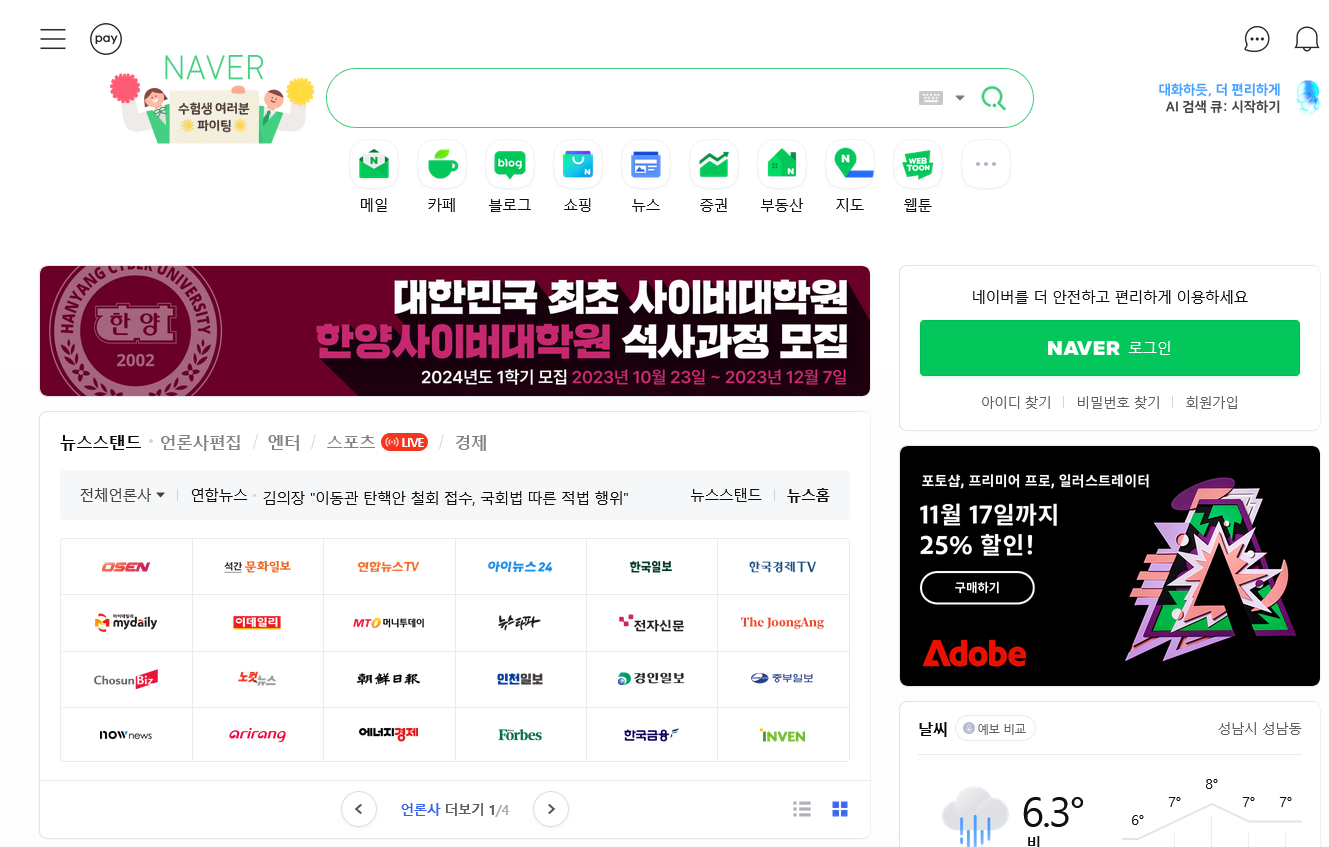 pay
NAVER
수험생 여러분
파이팅
대화하듯, 더 편리하게
AI 검색 큐: 시작하기
N
blog
N
N
N
WEB
TOON
메일
카페
블로그
쇼핑
뉴스
증권
부동산
지도
웹툰
HANYANG CYBER UNIVERSITY
한양
2002
대한민국 최초 사이버대학원
한양사이버대학원 석사과정 모집
2024년도 1학기 모집 2023년 10월 23일 ~ 2023년 12월 7일
네이버를 더 안전하고 편리하게 이용하세요
NAVER 로그인
아이디 찾기
비밀번호 찾기
회원가입
뉴스스탠드
언론사편집
엔터
스포츠
LIVE
경제
전체언론사
연합뉴스
김의장 "이동관 탄핵안 철회 접수, 국회법 따른 적법 행위"
뉴스스탠드
뉴스홈
OSEN
석간 문화일보
연합뉴스TV
아이뉴스24
한국일보
한국경제TV
마이데일리
mydaily
이데일리
MTO 머니투데이
뉴스타파
전자신문
The JoongAng
ChosunBiz
노컷뉴스
朝鮮日報
인천일보
경인일보
중부일보
now news
arirang
에너지경제
Forbes
한국금융
INVEN
언론사 더보기 1/4
포토샵, 프리미어 프로, 일러스트레이터
11월 17일까지
25% 할인!
구매하기
Adobe
날씨
예보 비교
성남시 성남동
6.3°
비
6°
7°
8°
7°
7°